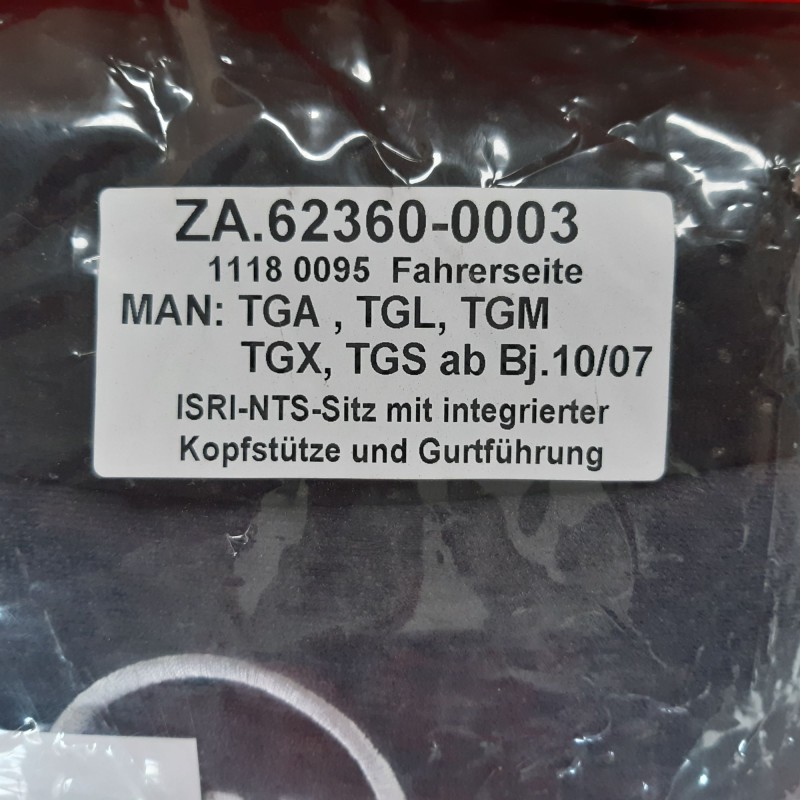 ZA.62360-0003
1118 0095 Fahrerseite
MAN: TGA , TGL, TGM
TGX, TGS ab Bj.10/07
ISRI-NTS-Sitz mit integrierter
Kopfstütze und Gurtführung